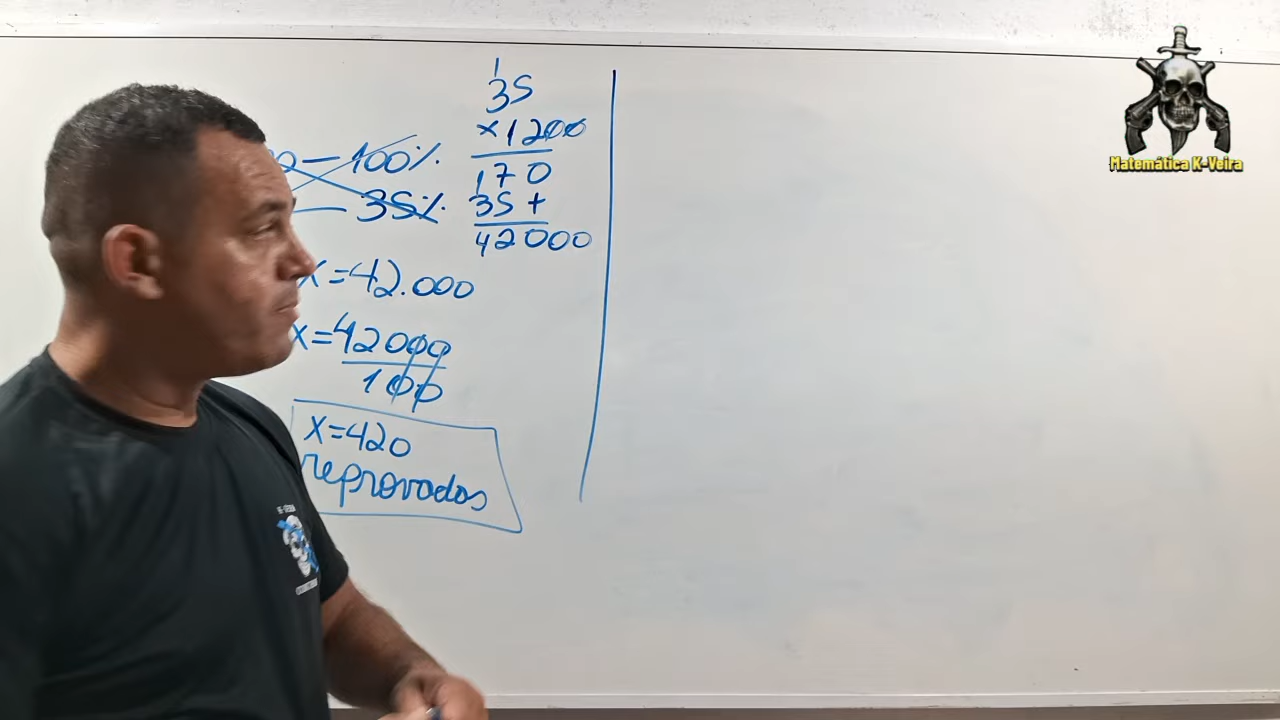 — 100%
— 35%
x = 42.000
x = 42000
100
x = 420
reprovados
1
35
x 1200
170
35 +
42000
Matemática K-Veira